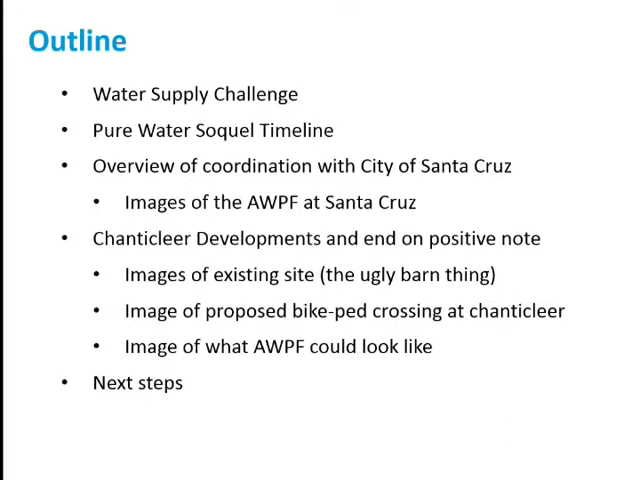 Outline
• Water Supply Challenge
• Pure Water Soquel Timeline
• Overview of coordination with City of Santa Cruz
• Images of the AWPF at Santa Cruz
• Chanticleer Developments and end on positive note
• Images of existing site (the ugly barn thing)
• Image of proposed bike-ped crossing at chanticleer
• Image of what AWPF could look like
• Next steps